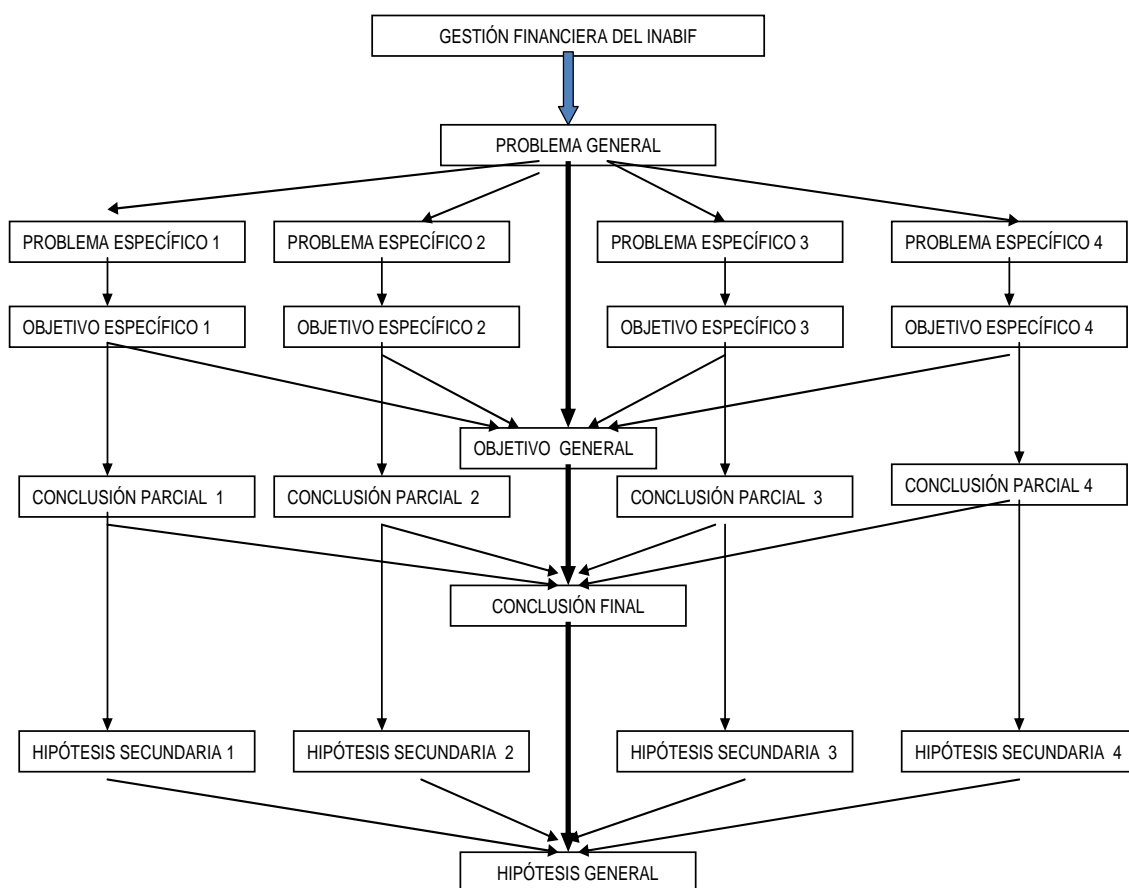 GESTIÓN FINANCIERA DEL INABIF
PROBLEMA GENERAL
PROBLEMA ESPECÍFICO 1
PROBLEMA ESPECÍFICO 2
PROBLEMA ESPECÍFICO 3
PROBLEMA ESPECÍFICO 4
OBJETIVO ESPECÍFICO 1
OBJETIVO ESPECÍFICO 2
OBJETIVO ESPECÍFICO 3
OBJETIVO ESPECÍFICO 4
OBJETIVO GENERAL
CONCLUSIÓN PARCIAL 1
CONCLUSIÓN PARCIAL 2
CONCLUSIÓN PARCIAL 3
CONCLUSIÓN PARCIAL 4
CONCLUSIÓN FINAL
HIPÓTESIS SECUNDARIA 1
HIPÓTESIS SECUNDARIA 2
HIPÓTESIS SECUNDARIA 3
HIPÓTESIS SECUNDARIA 4
HIPÓTESIS GENERAL